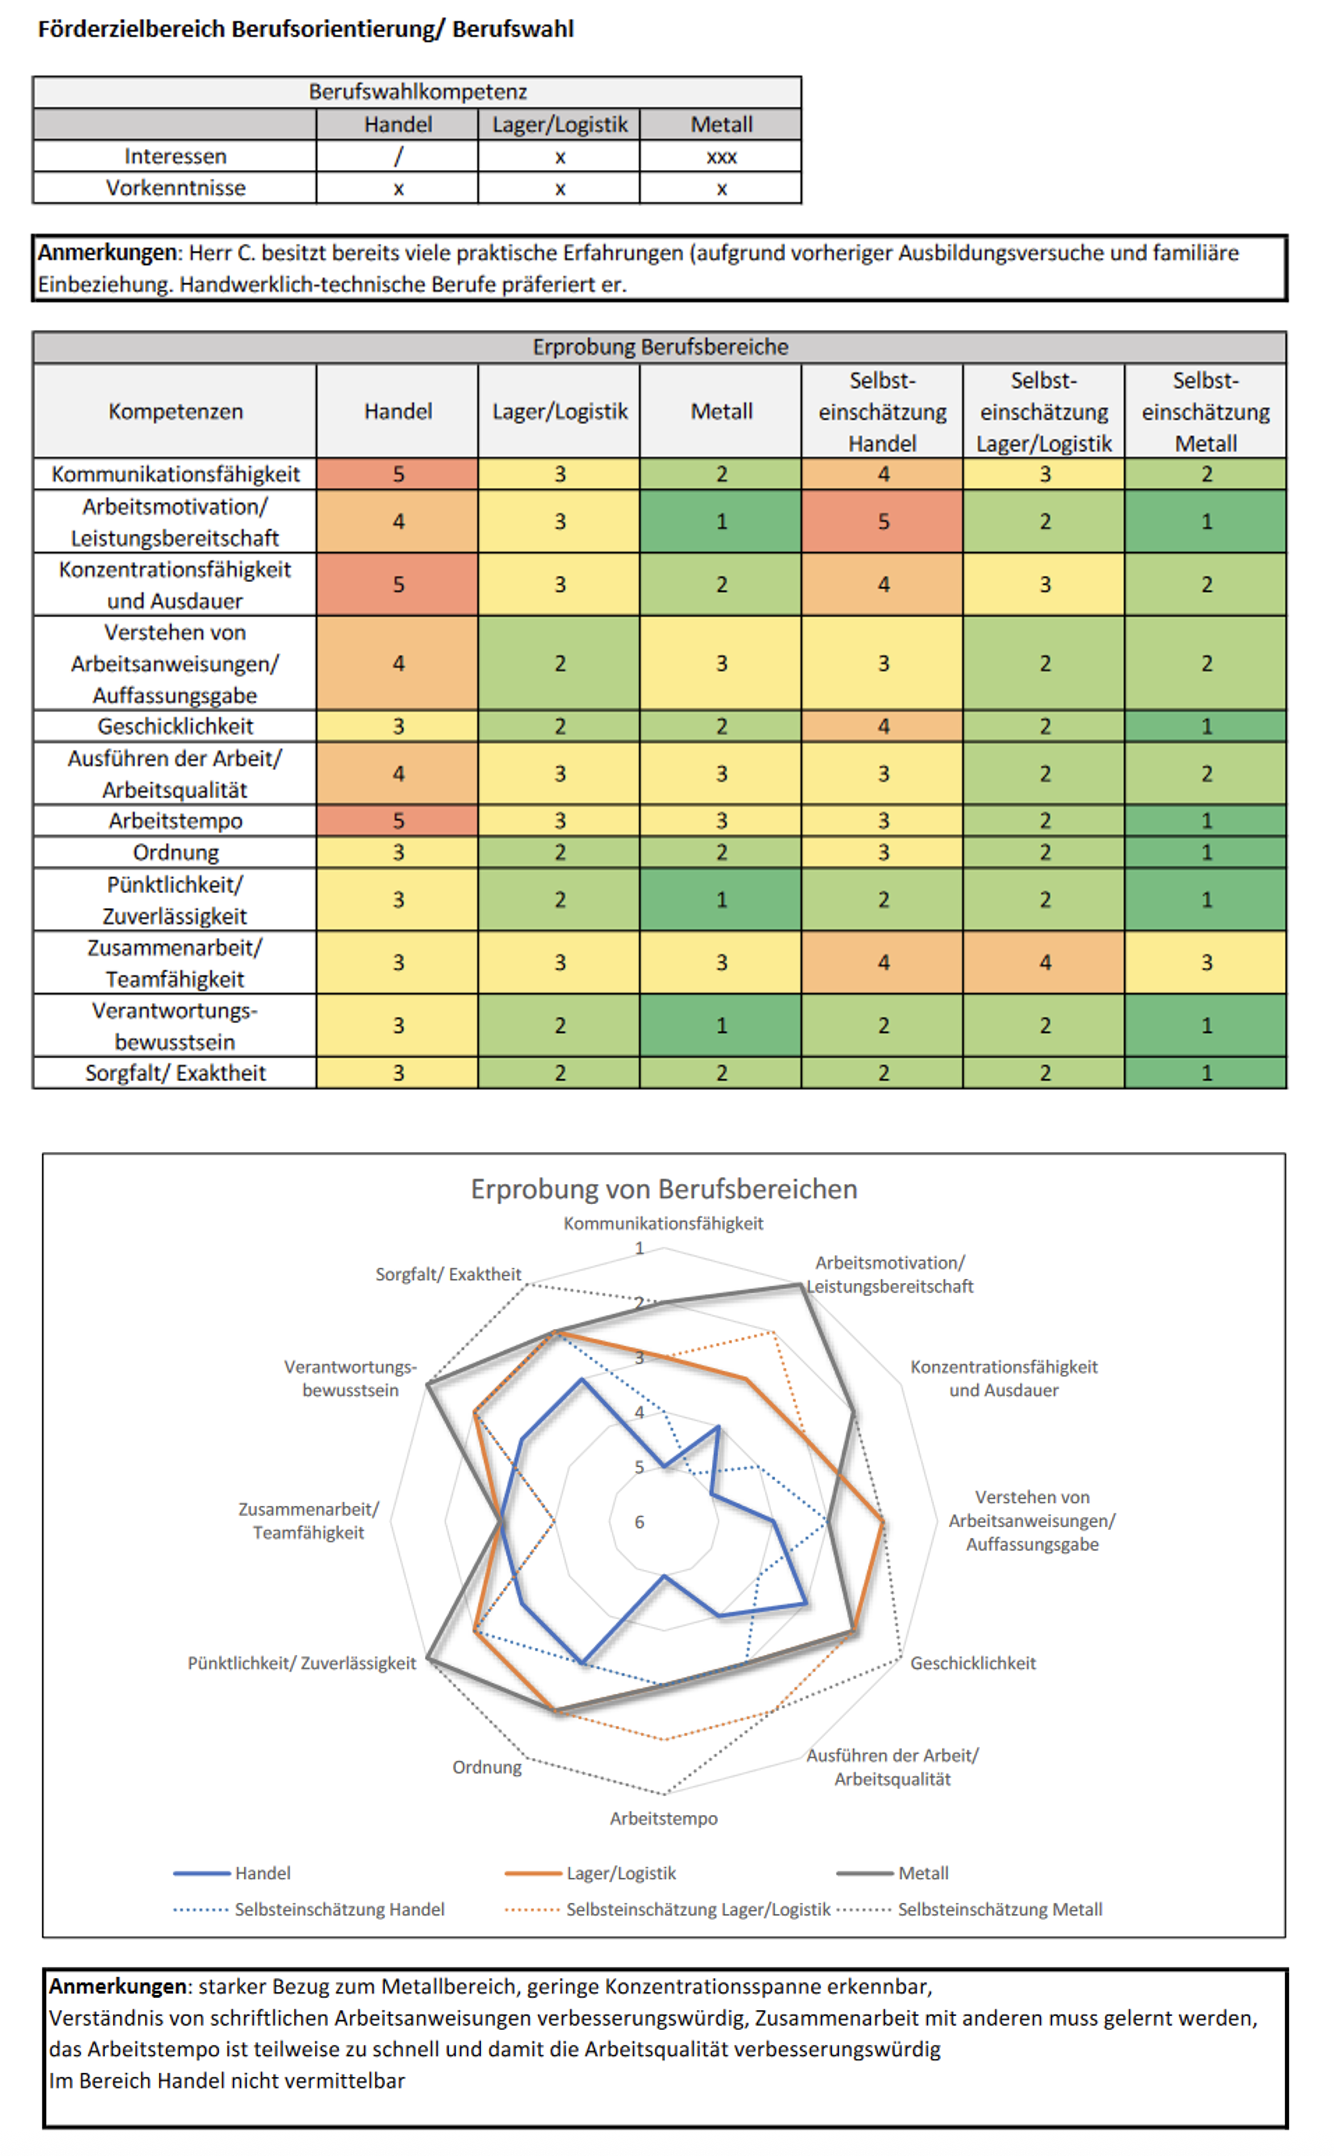 Förderzielbereich Berufsorientierung/ Berufswahl
Berufswahlkompetenz
Handel Lager/Logistik Metall
Interessen / x xxx
Vorkenntnisse x x x
Anmerkungen: Herr C. besitzt bereits viele praktische Erfahrungen (aufgrund vorheriger Ausbildungsversuche und familiäre
Einbeziehung. Handwerklich-technische Berufe präferiert er.
Erprobung Berufsbereiche
Kompetenzen Handel Lager/Logistik Metall Selbst-
einschätzung
Handel Selbst-
einschätzung
Lager/Logistik Selbst-
einschätzung
Metall
Kommunikationsfähigkeit 5 3 2 4 3 2
Arbeitsmotivation/
Leistungsbereitschaft 4 3 1 5 2 1
Konzentrationsfähigkeit
und Ausdauer 5 3 2 4 3 2
Verstehen von
Arbeitsanweisungen/
Auffassungsgabe 4 2 3 3 2 2
Geschicklichkeit 3 2 2 4 2 1
Ausführen der Arbeit/
Arbeitsqualität 4 3 3 3 2 2
Arbeitstempo 5 3 3 3 2 1
Ordnung 3 2 2 3 2 1
Pünktlichkeit/
Zuverlässigkeit 3 2 1 2 2 1
Zusammenarbeit/
Teamfähigkeit 3 3 3 4 4 3
Verantwortungs-
bewusstsein 3 2 1 2 2 1
Sorgfalt/ Exaktheit 3 2 2 2 2 1
Erprobung von Berufsbereichen
Kommunikationsfähigkeit
Arbeitsmotivation/
Leistungsbereitschaft
Konzentrationsfähigkeit
und Ausdauer
Verstehen von
Arbeitsanweisungen/
Auffassungsgabe
Geschicklichkeit
Ausführen der Arbeit/
Arbeitsqualität
Arbeitstempo
Ordnung
Pünktlichkeit/ Zuverlässigkeit
Zusammenarbeit/
Teamfähigkeit
Verantwortungs-
bewusstsein
Sorgfalt/ Exaktheit
1
2
3
4
5
6
Handel Lager/Logistik Metall
Selbsteinschätzung Handel Selbsteinschätzung Lager/Logistik Selbsteinschätzung Metall
Anmerkungen: starker Bezug zum Metallbereich, geringe Konzentrationsspanne erkennbar,
Verständnis von schriftlichen Arbeitsanweisungen verbesserungswürdig, Zusammenarbeit mit anderen muss gelernt werden,
das Arbeitstempo ist teilweise zu schnell und damit die Arbeitsqualität verbesserungswürdig
Im Bereich Handel nicht vermittelbar